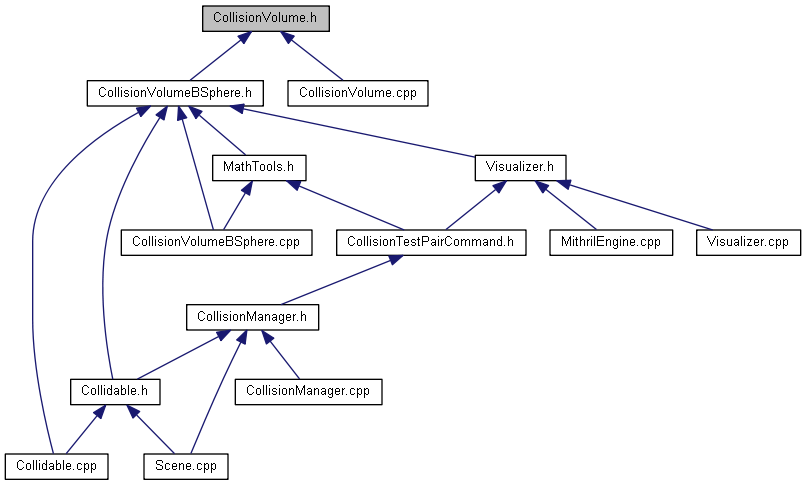 CollisionVolume.h
CollisionVolumeBSphere.h
CollisionVolume.cpp
MathTools.h
Visualizer.h
CollisionVolumeBSphere.cpp
CollisionTestPairCommand.h
MithrilEngine.cpp
Visualizer.cpp
CollisionManager.h
Collidable.h
CollisionManager.cpp
Collidable.cpp
Scene.cpp